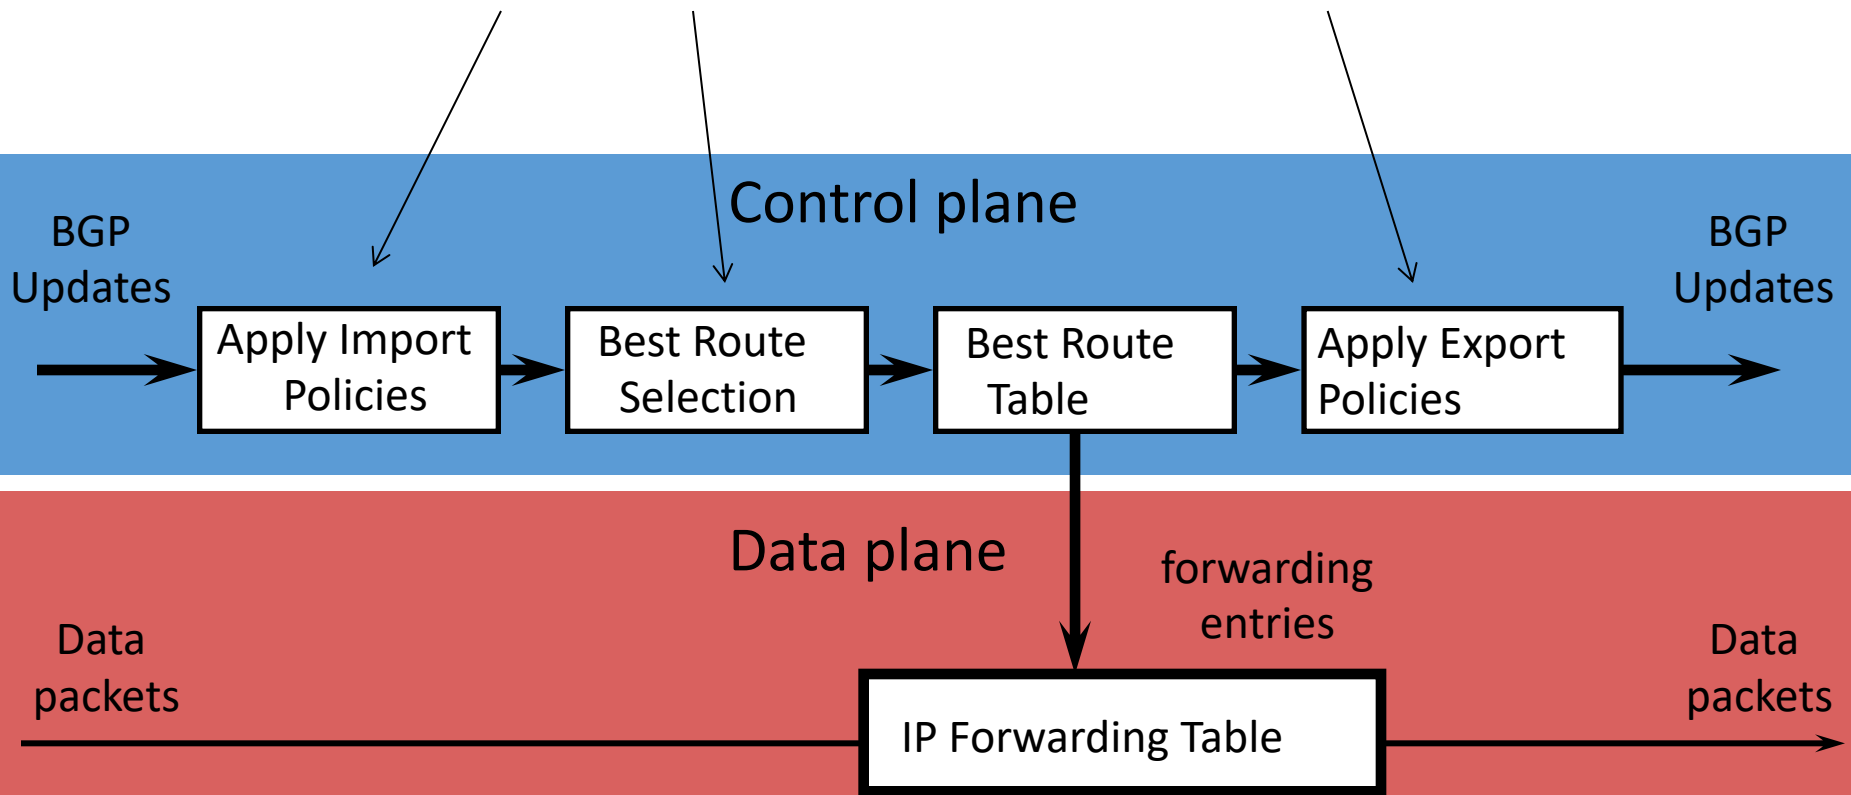 Control plane
BGP
Updates
BGP
Updates
Apply Import
Policies
Best Route
Selection
Best Route
Table
Apply Export
Policies
Data plane
forwarding
entries
Data
packets
Data
packets
IP Forwarding Table